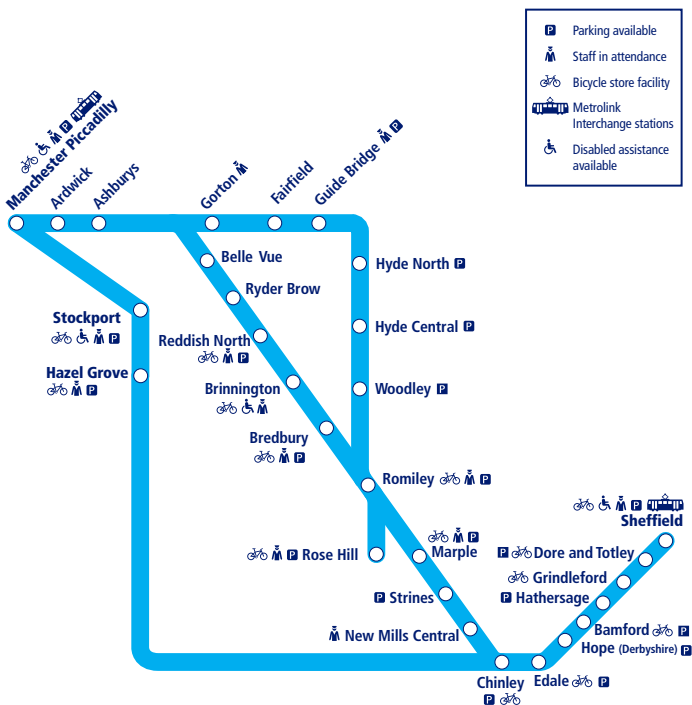 P Parking available
Staff in attendance
Bicycle store facility
Metrolink
Interchange stations
Disabled assistance
available
P
Manchester Piccadilly
Ardwick
Ashburys
Gorton
Fairfield
Guide Bridge P
Belle Vue
Hyde North P
Ryder Brow
Stockport
P
Hyde Central P
Reddish North
P
Hazel Grove
P
Brinnington
Woodley P
Bredbury
P
Romiley P
P
Sheffield
P
Marple
P Rose Hill
P Dore and Totley
Grindleford
P Strines
P Hathersage
New Mills Central
Bamford P
Hope (Derbyshire) P
Chinley
P
Edale P